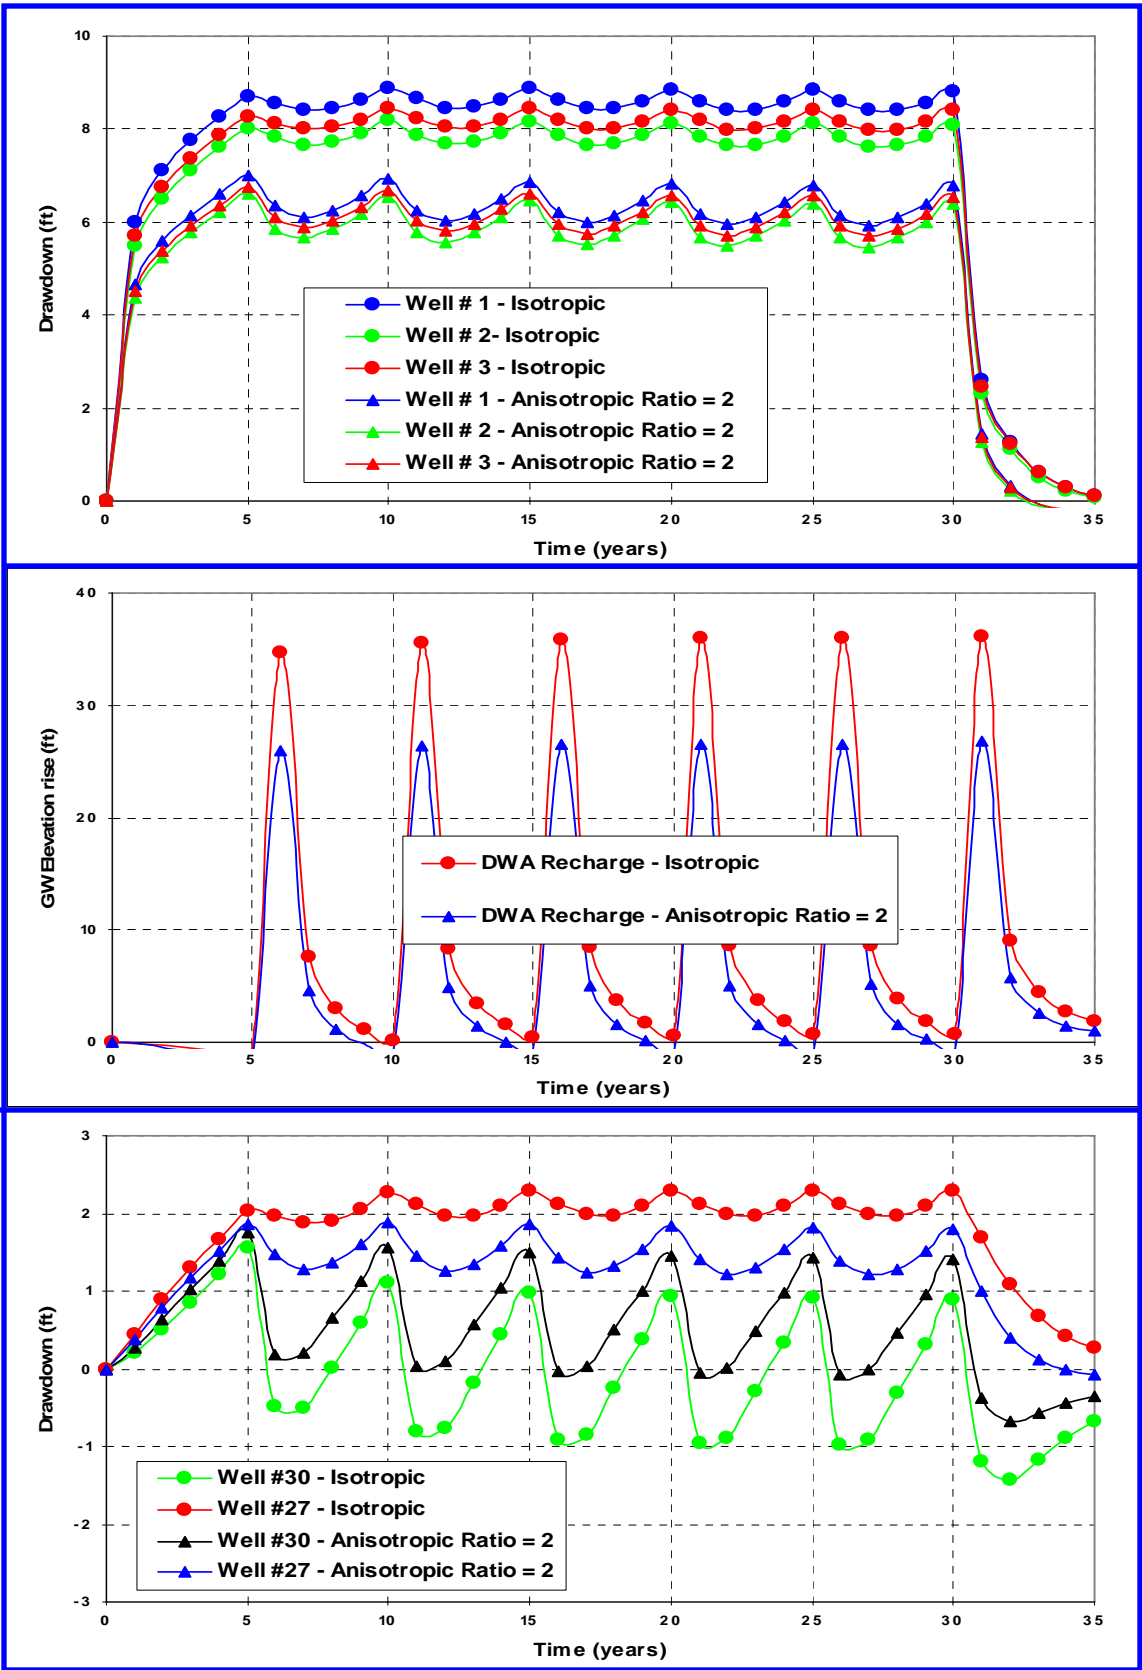 10
8
6
4
2
0
Drawdown (ft)
Well # 1 - Isotropic
Well # 2- Isotropic
Well # 3 - Isotropic
Well # 1 - Anisotropic Ratio = 2
Well # 2 - Anisotropic Ratio = 2
Well # 3 - Anisotropic Ratio = 2
0 5 10 15 20 25 30 35
Time (years)
40
30
20
10
0
GW Elevation rise (ft)
DWA Recharge - Isotropic
DWA Recharge - Anisotropic Ratio = 2
0 5 10 15 20 25 30 35
Time (years)
3
2
1
0
-1
-2
-3
Drawdown (ft)
Well #30 - Isotropic
Well #27 - Isotropic
Well #30 - Anisotropic Ratio = 2
Well #27 - Anisotropic Ratio = 2
0 5 10 15 20 25 30 35
Time (years)